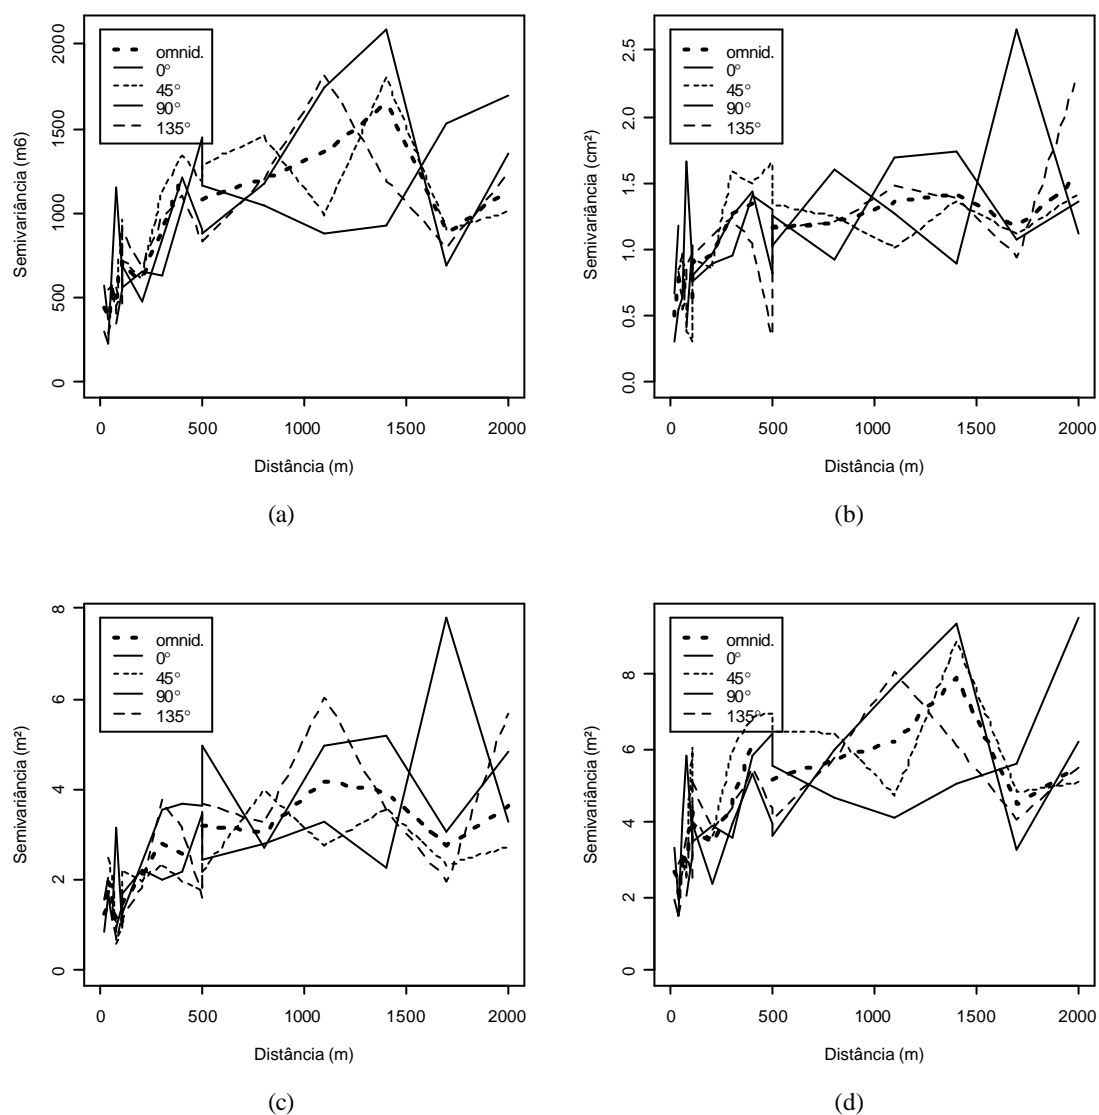 omnid.
0°
45°
90°
135°
0
500
1000
1500
2000
Semivariância (m6)
0 500 1000 1500 2000
Distância (m)
(a)
omnid.
0°
45°
90°
135°
0.0
0.5
1.0
1.5
2.0
2.5
Semivariância (cm²)
0 500 1000 1500 2000
Distância (m)
(b)
omnid.
0°
45°
90°
135°
0
2
4
6
8
Semivariância (m²)
0 500 1000 1500 2000
Distância (m)
(c)
omnid.
0°
45°
90°
135°
0
2
4
6
8
Semivariância (m²)
0 500 1000 1500 2000
Distância (m)
(d)